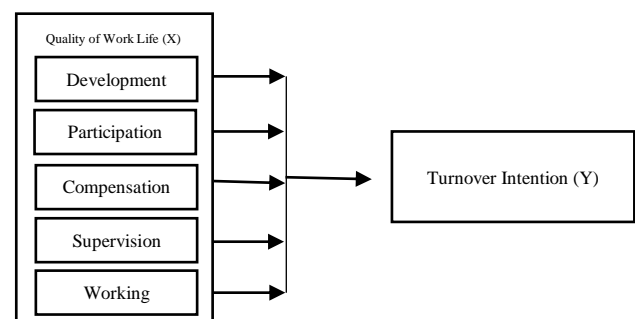 Quality of Work Life (X)
Development
Participation
Compensation
Turnover Intention (Y)
Supervision
Working